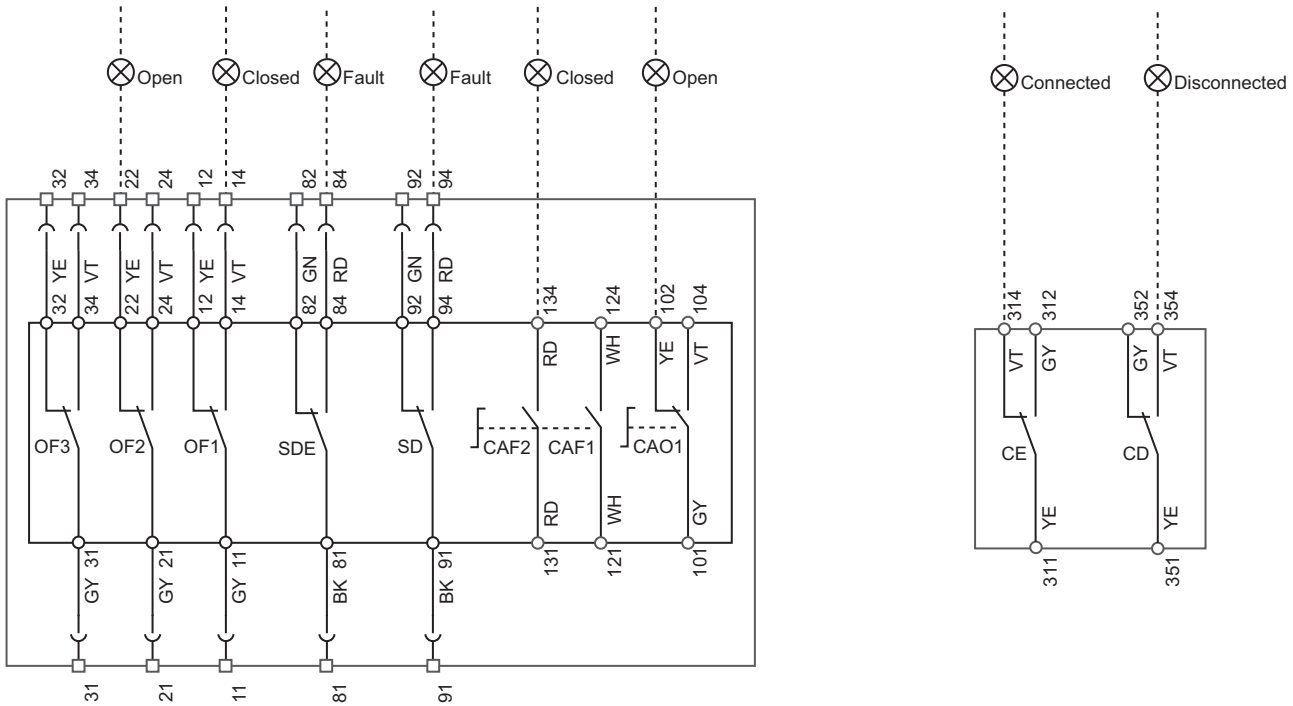 Open Closed Fault Fault Closed Open Connected Disconnected
32 34 22 24 12 14 82 84 92 94
YE VT YE VT YE VT GN RD GN RD
32 34 22 24 12 14 82 84 92 94 134 124 102 104 314 312 352 354
RD WH YE VT VT GY GY VT
OF3 OF2 OF1 SDE SD CAF2 CAF1 CAO1 CE CD
RD WH GY YE YE
31 21 11 81 91 131 121 101 311 351
GY GY GY BK BK
31 21 11 81 91